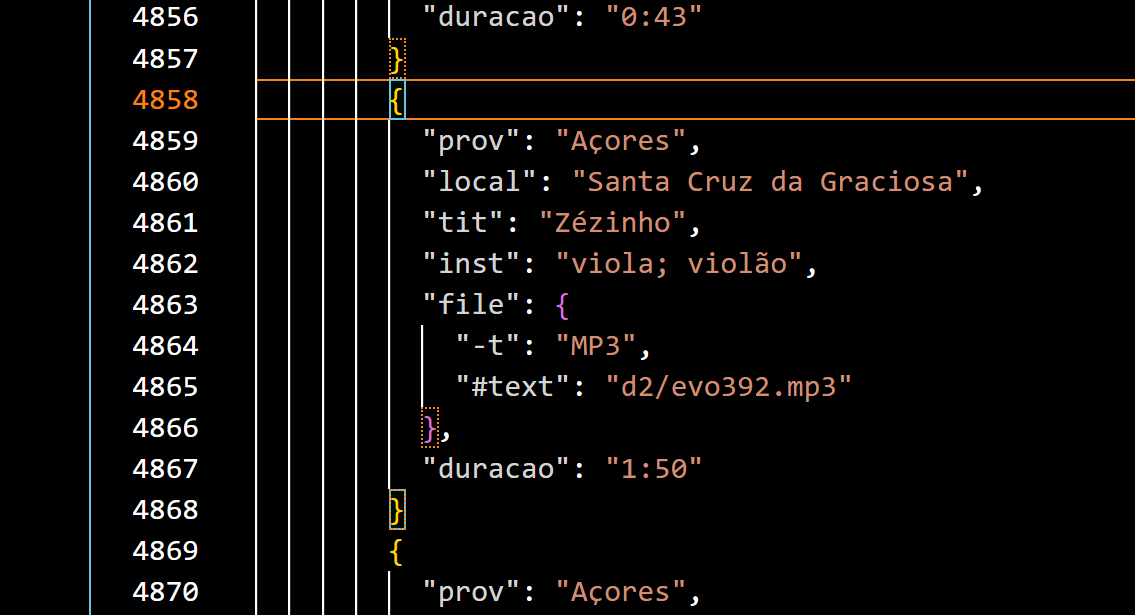 4856 "duracao": "0:43"
4857 }
4858 {
4859 "prov": "Açores",
4860 "local": "Santa Cruz da Graciosa",
4861 "tit": "Zézinho",
4862 "inst": "viola; violão",
4863 "file": {
4864 "-t": "MP3",
4865 "#text": "d2/evo392.mp3"
4866 },
4867 "duracao": "1:50"
4868 }
4869 {
4870 "prov": "Açores",